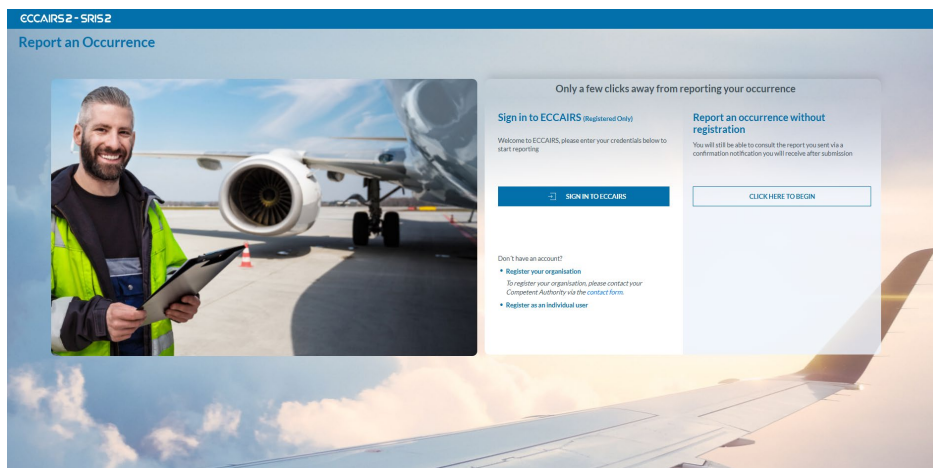 ECCAIRS 2 - SRIS 2
Report an Occurrence
Only a few clicks away from reporting your occurrence
Sign in to ECCAIRS (Registered Only)
Welcome to ECCAIRS, please enter your credentials below to
start reporting
SIGN IN TO ECCAIRS
Don't have an account?
• Register your organisation
To register your organisation, please contact your
Competent Authority via the contact form.
• Register as an individual user
Report an occurrence without
registration
You will still be able to consult the report you sent via a
confirmation notification you will receive after submission
CLICK HERE TO BEGIN